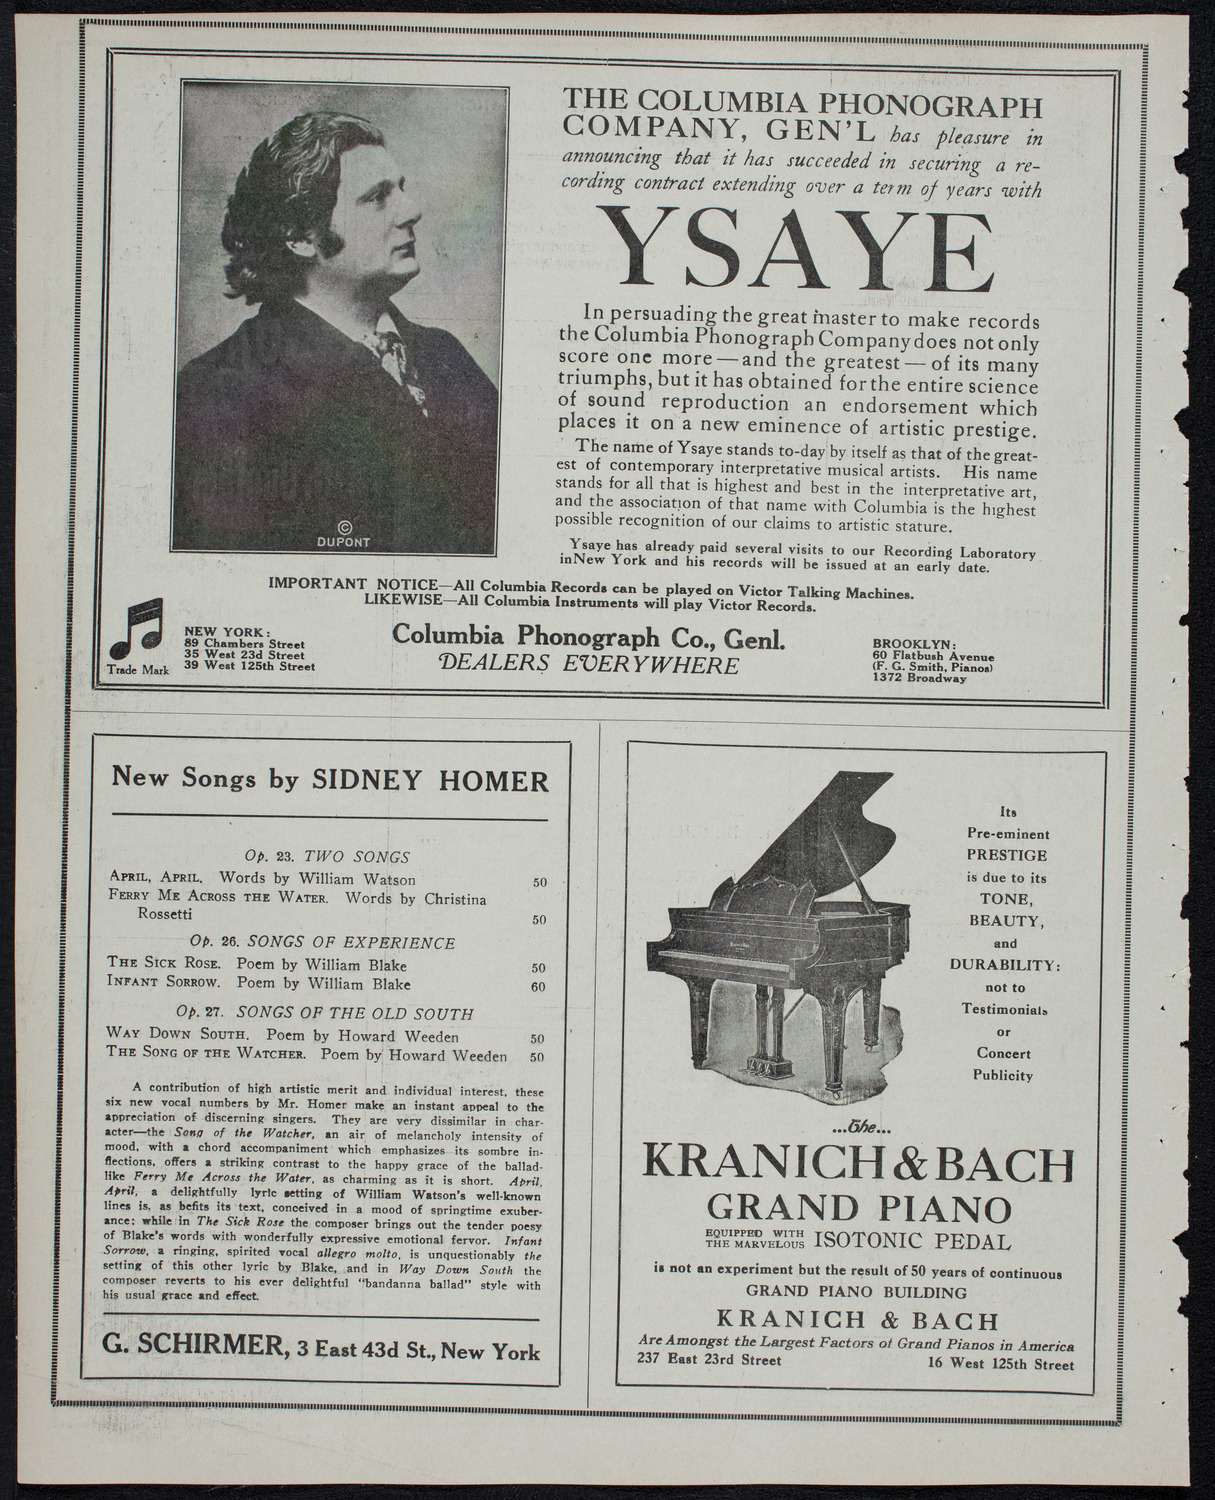 THE COLUMBIA PHONOGRAPH
COMPANY, GEN'L has pleasure in
announcing that it has succeeded in securing a re-
cording contract extending over a term of years with
YSAYE
In persuading the great master to make records
the Columbia Phonograph Company does not only
score one more—and the greatest—of its many
triumphs, but it has obtained for the entire science
of sound reproduction an endorsement which
places it on a new eminence of artistic prestige.
The name of Ysaye stands to-day by itself as that of the great-
est of contemporary interpretative musical artists. His name
stands for all that is highest and best in the interpretative art,
and the association of that name with Columbia is the highest
possible recognition of our claims to artistic stature.
Ysaye has already paid several visits to our Recording Laboratory
in New York and his records will be issued at an early date.
©
DUPONT
IMPORTANT NOTICE—All Columbia Records can be played on Victor Talking Machines.
LIKEWISE—All Columbia Instruments will play Victor Records.
Trade Mark
NEW YORK:
89 Chambers Street
35 West 23d Street
39 West 125th Street
Columbia Phonograph Co., Genl.
DEALERS EVERYWHERE
BROOKLYN:
60 Flatbush Avenue
(F. G. Smith, Pianos)
1372 Broadway
New Songs by SIDNEY HOMER
Op. 23. TWO SONGS
APRIL, APRIL. Words by William Watson 50
FERRY ME ACROSS THE WATER. Words by Christina
Rossetti 50
Op. 26. SONGS OF EXPERIENCE
THE SICK ROSE. Poem by William Blake 50
INFANT SORROW. Poem by William Blake 60
Op. 27. SONGS OF THE OLD SOUTH
WAY DOWN SOUTH. Poem by Howard Weeden 50
THE SONG OF THE WATCHER. Poem by Howard Weeden 50
A contribution of high artistic merit and individual interest, these
six new vocal numbers by Mr. Homer make an instant appeal to the
appreciation of discerning singers. They are very dissimilar in char-
acter—the Song of the Watcher, an air of melancholy intensity of
mood, with a chord accompaniment which emphasizes its sombre in-
flections, offers a striking contrast to the happy grace of the ballad-
like Ferry Me Across the Water, as charming as it is short. April,
April, a delightfully lyric setting of William Watson's well-known
lines is, as befits its text, conceived in a mood of springtime exuber-
ance; while in The Sick Rose the composer brings out the tender poesy
of Blake's words with wonderfully expressive emotional fervor. Infant
Sorrow, a ringing, spirited vocal allegro molto, is unquestionably the
setting of this other lyric by Blake, and in Way Down South the
composer reverts to his ever delightful "bandanna ballad" style with
his usual grace and effect.
G. SCHIRMER, 3 East 43d St., New York
Its
Pre-eminent
PRESTIGE
is due to its
TONE,
BEAUTY,
and
DURABILITY:
not to
Testimonials
or
Concert
Publicity
...The...
KRANICH & BACH
GRAND PIANO
EQUIPPED WITH
THE MARVELOUS ISOTONIC PEDAL
is not an experiment but the result of 50 years of continuous
GRAND PIANO BUILDING
KRANICH & BACH
Are Amongst the Largest Factors of Grand Pianos in America
237 East 23rd Street 16 West 125th Street